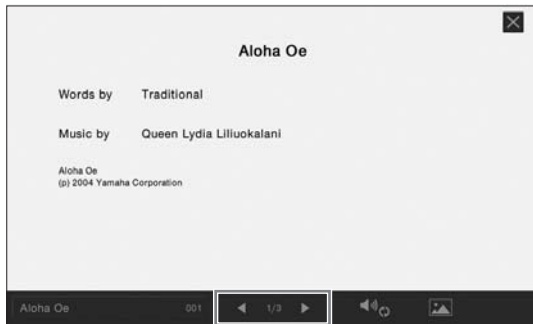 Aloha Oe
Words by Traditional
Music by Queen Lydia Liliuokalani
Aloha Oe
(p) 2004 Yamaha Corporation
Aloha Oe 001 1/3